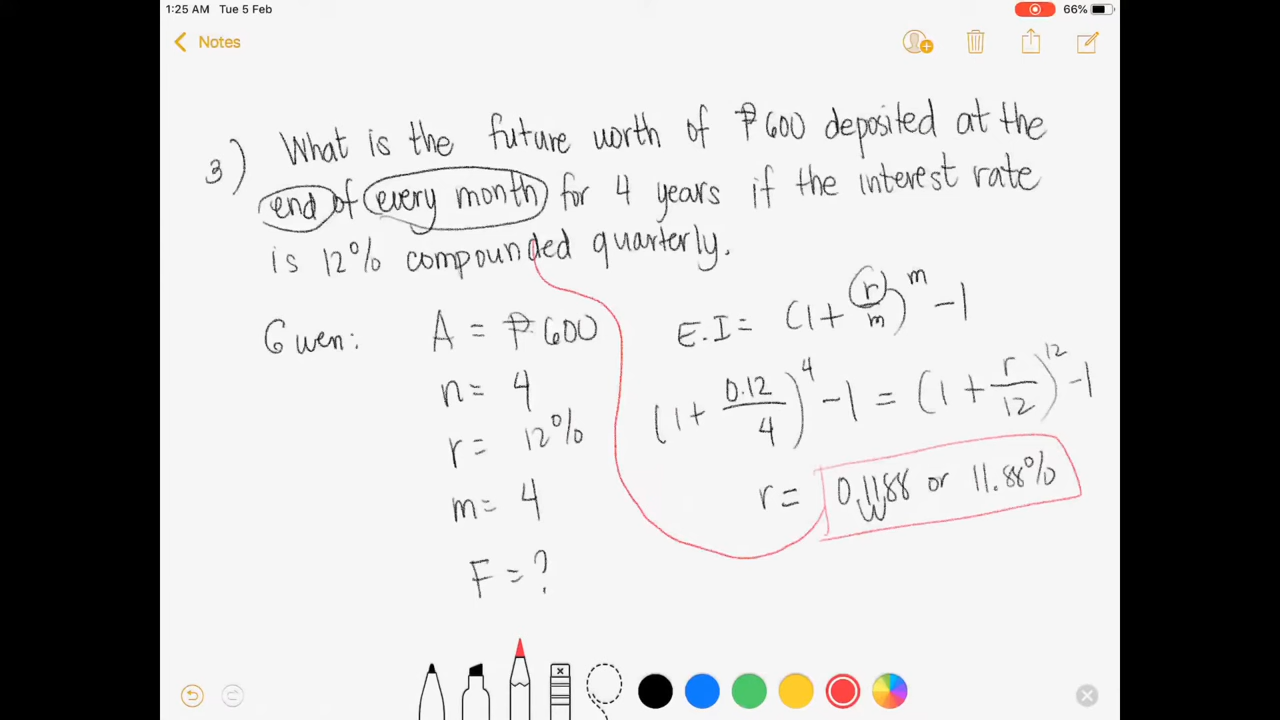 1:25 AM Tue 5 Feb
66%
Notes
3) What is the future worth of ₱600 deposited at the
end of every month for 4 years if the interest rate
is 12% compounded quarterly.
Given: A = ₱600
n = 4
r = 12%
m = 4
F = ?
E.I = (1 + r/m)^m - 1
(1 + 0.12/4)^4 - 1 = (1 + r/12)^12 - 1
r = 0.1188 or 11.88%